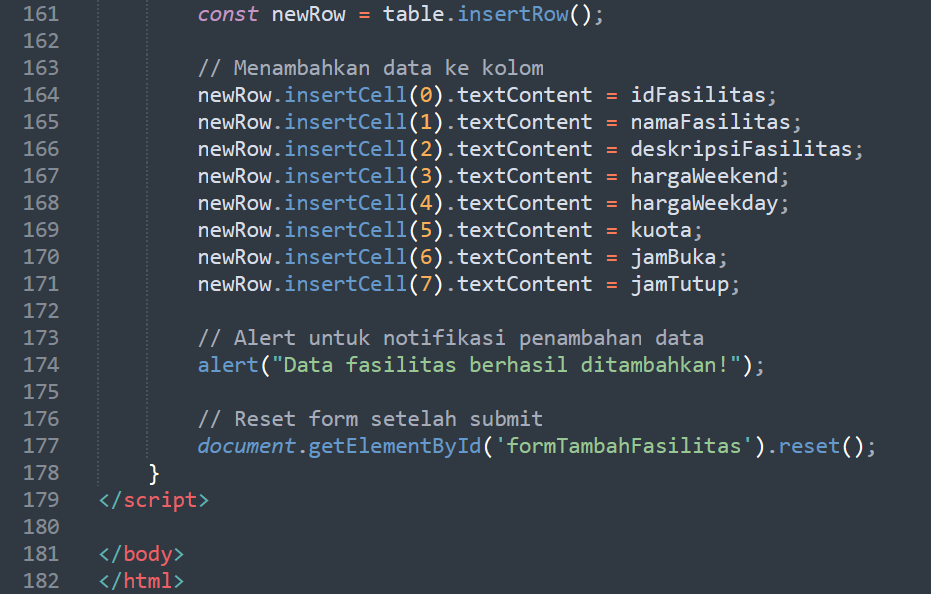 161 const newRow = table.insertRow();
162
163 // Menambahkan data ke kolom
164 newRow.insertCell(0).textContent = idFasilitas;
165 newRow.insertCell(1).textContent = namaFasilitas;
166 newRow.insertCell(2).textContent = deskripsiFasilitas;
167 newRow.insertCell(3).textContent = hargaWeekend;
168 newRow.insertCell(4).textContent = hargaWeekday;
169 newRow.insertCell(5).textContent = kuota;
170 newRow.insertCell(6).textContent = jamBuka;
171 newRow.insertCell(7).textContent = jamTutup;
172
173 // Alert untuk notifikasi penambahan data
174 alert("Data fasilitas berhasil ditambahkan!");
175
176 // Reset form setelah submit
177 document.getElementById('formTambahFasilitas').reset();
178 }
179 </script>
180
181 </body>
182 </html>